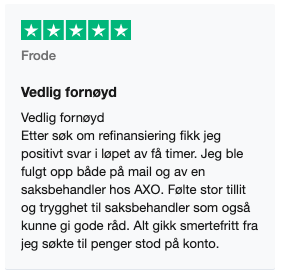 Frode
Vedlig fornøyd
Vedlig fornøyd
Etter søk om refinansiering fikk jeg
positivt svar i løpet av få timer. Jeg ble
fulgt opp både på mail og av en
saksbehandler hos AXO. Følte stor tillit
og trygghet til saksbehandler som også
kunne gi gode råd. Alt gikk smertefritt fra
jeg søkte til penger stod på konto.